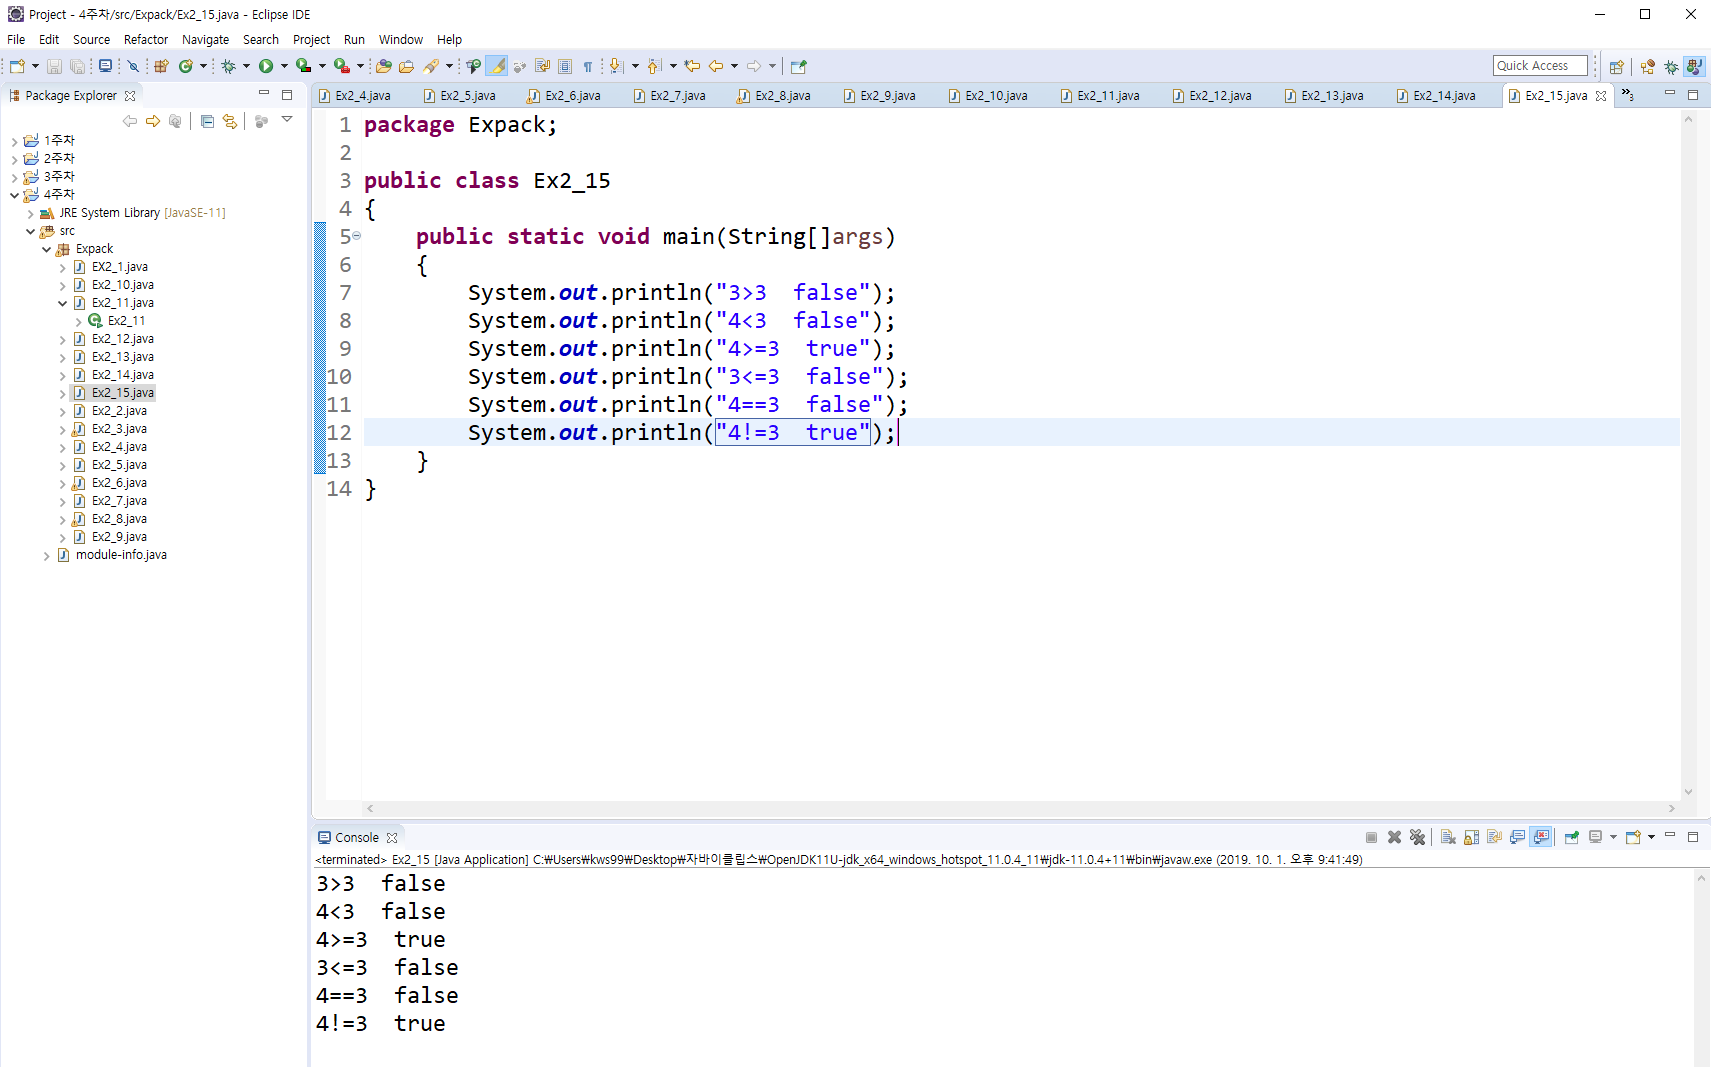 Project - 4주차/src/Expack/Ex2_15.java - Eclipse IDE
File Edit Source Refactor Navigate Search Project Run Window Help
Quick Access
Package Explorer
Ex2_4.java Ex2_5.java Ex2_6.java Ex2_7.java Ex2_8.java Ex2_9.java Ex2_10.java Ex2_11.java Ex2_12.java Ex2_13.java Ex2_14.java Ex2_15.java »3
1주차
2주차
3주차
4주차
JRE System Library [JavaSE-11]
src
Expack
EX2_1.java
Ex2_10.java
Ex2_11.java
Ex2_11
Ex2_12.java
Ex2_13.java
Ex2_14.java
Ex2_15.java
Ex2_2.java
Ex2_3.java
Ex2_4.java
Ex2_5.java
Ex2_6.java
Ex2_7.java
Ex2_8.java
Ex2_9.java
module-info.java
1 package Expack;
2
3 public class Ex2_15
4 {
5     public static void main(String[]args)
6     {
7         System.out.println("3>3  false");
8         System.out.println("4<3  false");
9         System.out.println("4>=3  true");
10         System.out.println("3<=3  false");
11         System.out.println("4==3  false");
12         System.out.println("4!=3  true");
13     }
14 }
Console
<terminated> Ex2_15 [Java Application] C:₩Users₩kws99₩Desktop₩자바이클립스₩OpenJDK11U-jdk_x64_windows_hotspot_11.0.4_11₩jdk-11.0.4+11₩bin₩javaw.exe (2019. 10. 1. 오후 9:41:49)
3>3  false
4<3  false
4>=3  true
3<=3  false
4==3  false
4!=3  true